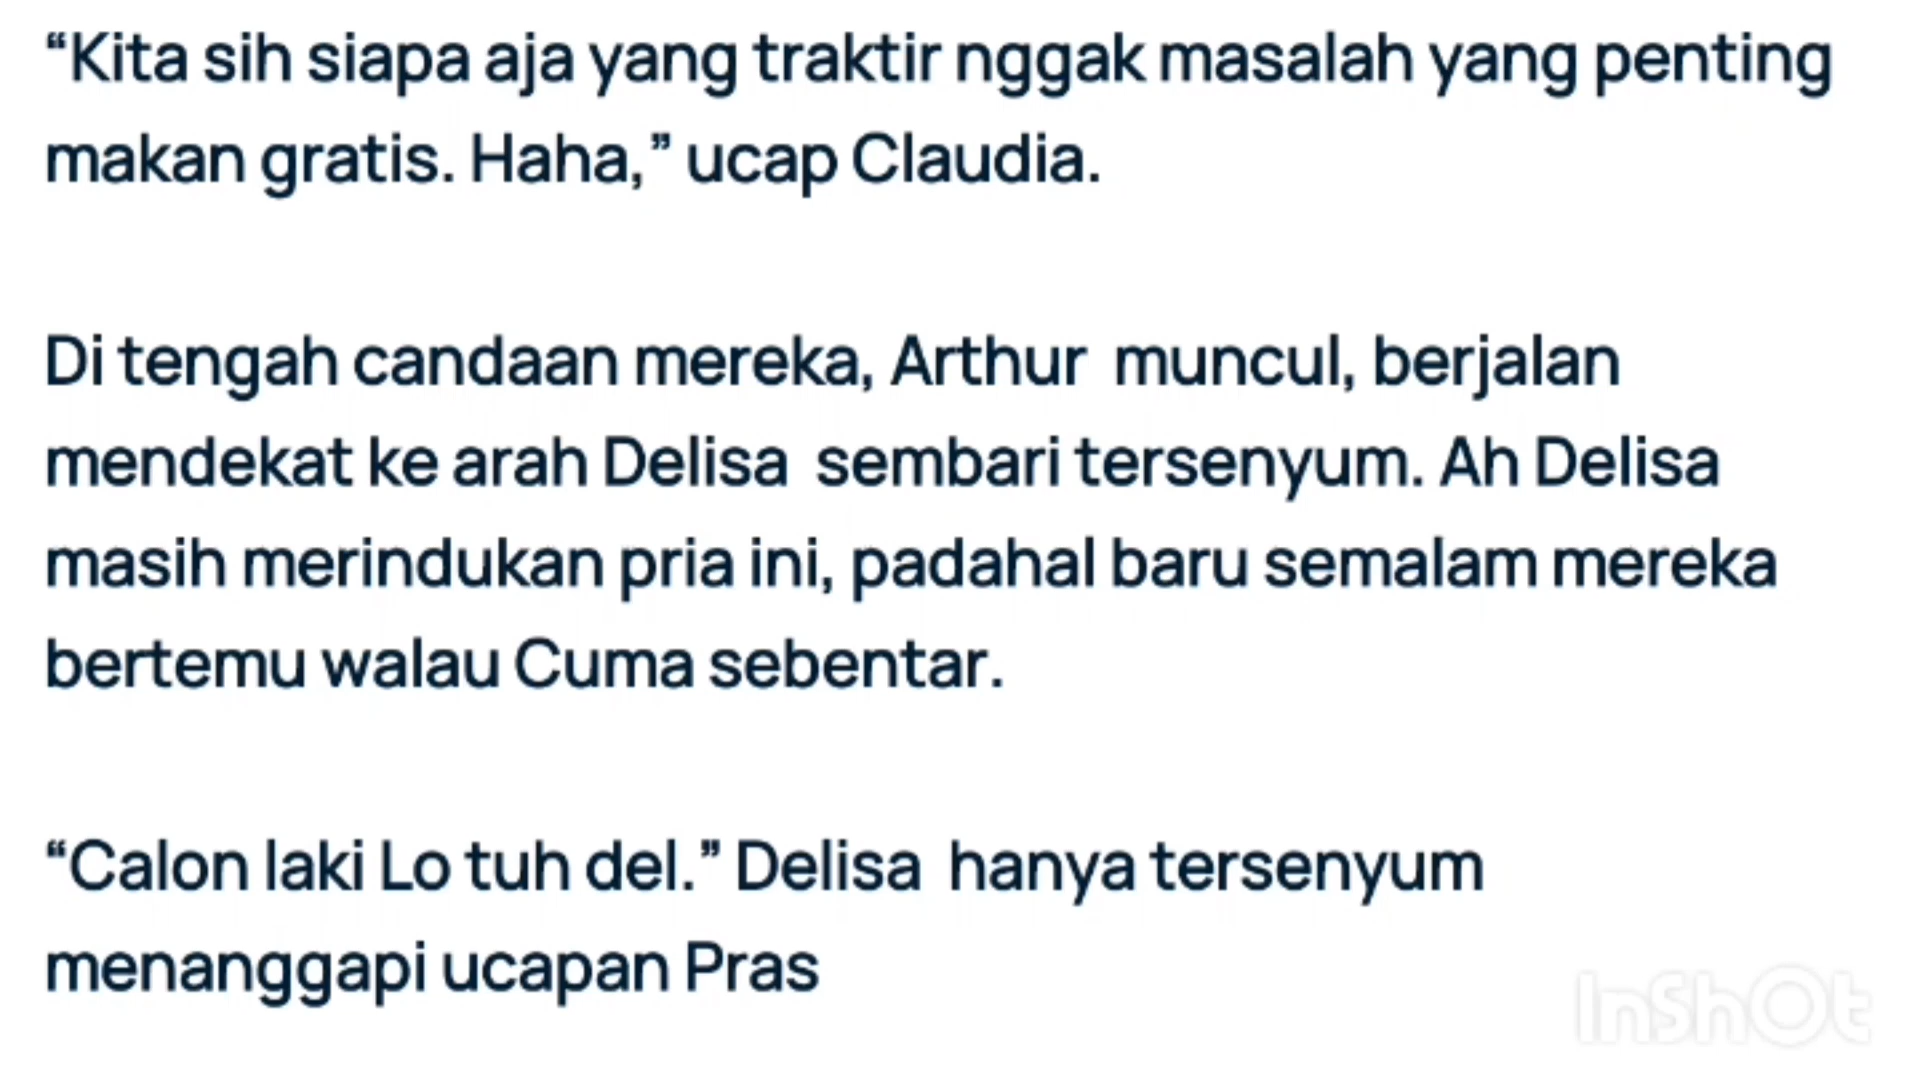 “Kita sih siapa aja yang traktir nggak masalah yang penting
makan gratis. Haha,” ucap Claudia.
Di tengah candaan mereka, Arthur  muncul, berjalan
mendekat ke arah Delisa  sembari tersenyum. Ah Delisa
masih merindukan pria ini, padahal baru semalam mereka
bertemu walau Cuma sebentar.
“Calon laki Lo tuh del.” Delisa  hanya tersenyum
menanggapi ucapan Pras
InShOt